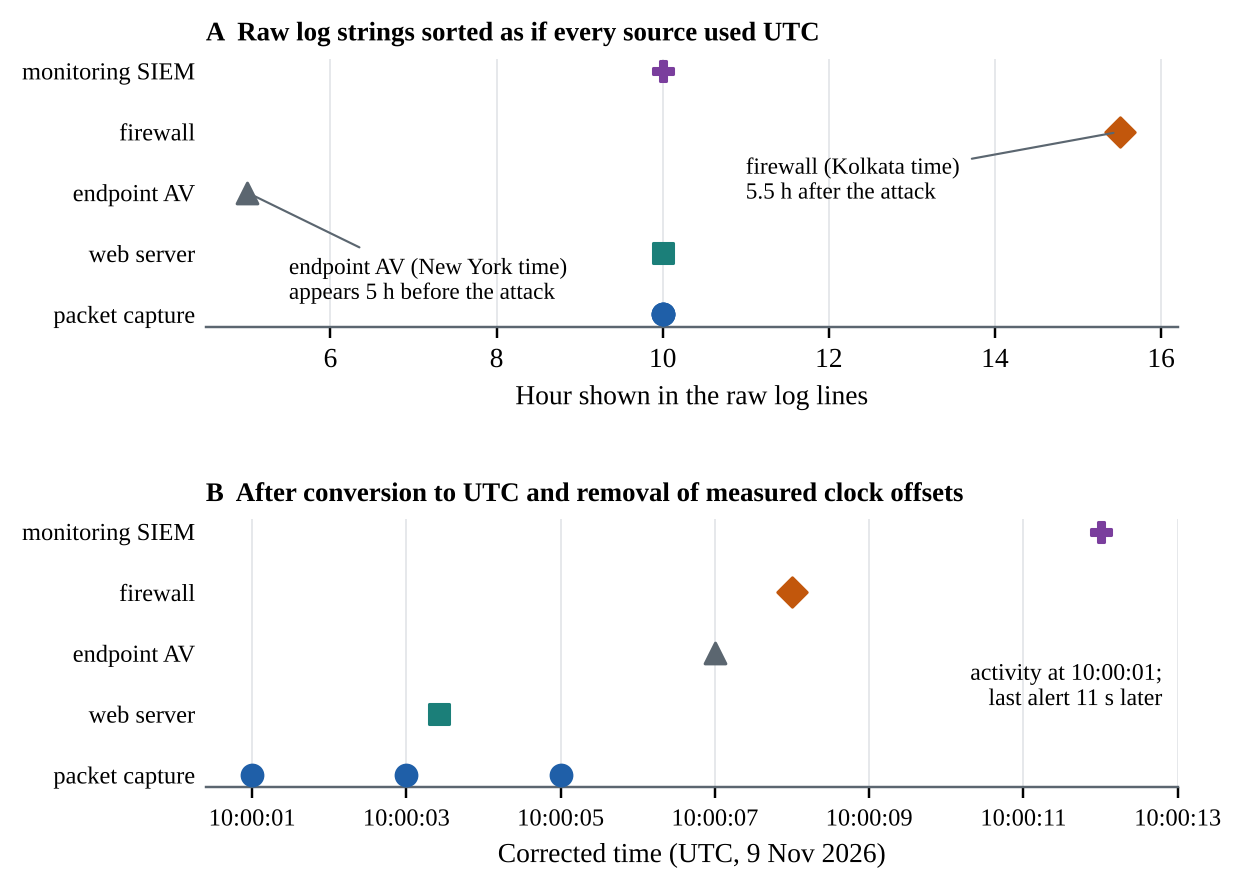 A Raw log strings sorted as if every source used UTC
monitoring SIEM
firewall
firewall (Kolkata time)
5.5 h after the attack
endpoint AV
web server
endpoint AV (New York time)
appears 5 h before the attack
packet capture
6 8 10 12 14 16
Hour shown in the raw log lines
B After conversion to UTC and removal of measured clock offsets
monitoring SIEM
firewall
endpoint AV
activity at 10:00:01;
last alert 11 s later
web server
packet capture
10:00:01 10:00:03 10:00:05 10:00:07 10:00:09 10:00:11 10:00:13
Corrected time (UTC, 9 Nov 2026)